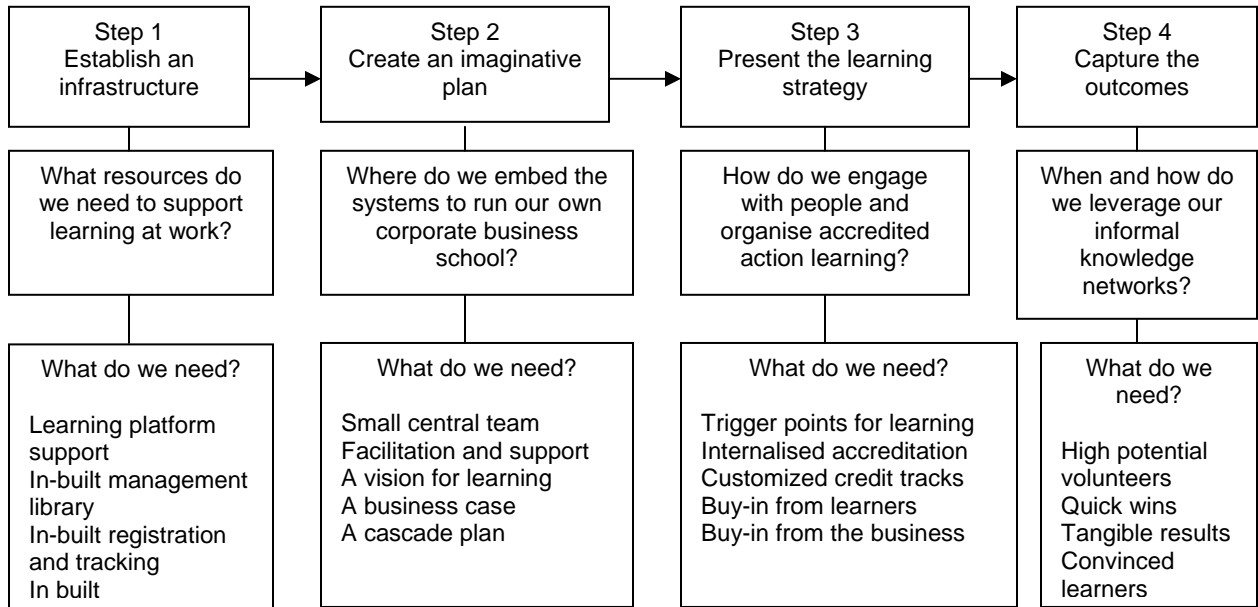 Step 1
Establish an
infrastructure
Step 2
Create an imaginative
plan
Step 3
Present the learning
strategy
Step 4
Capture the
outcomes
What resources do
we need to support
learning at work?
Where do we embed the
systems to run our own
corporate business
school?
How do we engage
with people and
organise accredited
action learning?
When and how do
we leverage our
informal
knowledge
networks?
What do we need?
Learning platform
support
In-built management
library
In-built registration
and tracking
In built
What do we need?
Small central team
Facilitation and support
A vision for learning
A business case
A cascade plan
What do we need?
Trigger points for learning
Internalised accreditation
Customized credit tracks
Buy-in from learners
Buy-in from the business
What do we
need?
High potential
volunteers
Quick wins
Tangible results
Convinced
learners